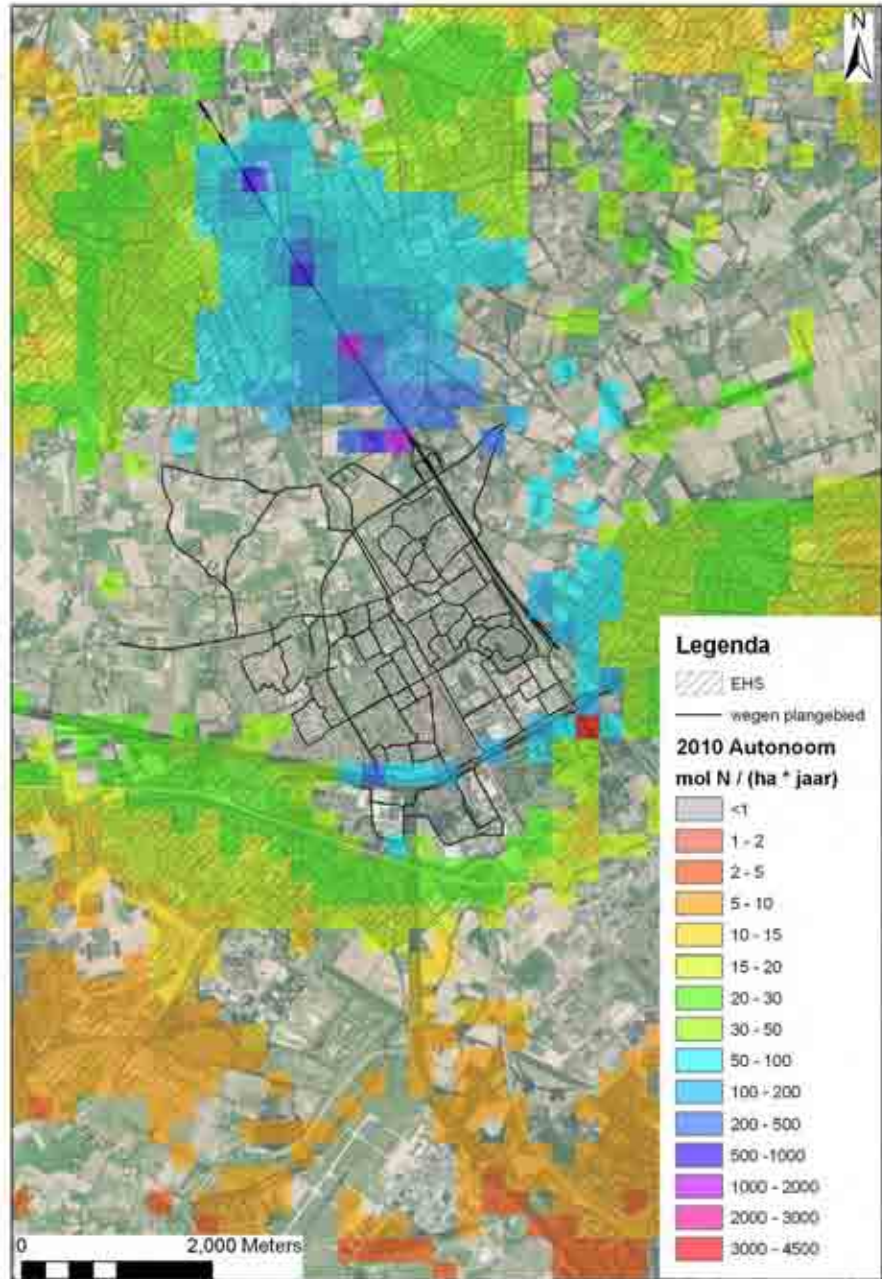 N
Legenda
EHS
wegen plangebied
2010 Autonoom
mol N / (ha * jaar)
<1
1 - 2
2 - 5
5 - 10
10 - 15
15 - 20
20 - 30
30 - 50
50 - 100
100 - 200
200 - 500
500 -1000
1000 - 2000
2000 - 3000
3000 - 4500
0 2,000 Meters